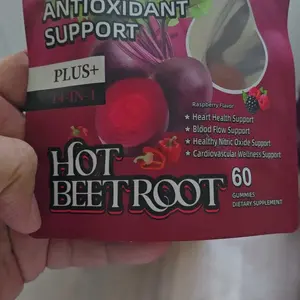 ANTIOXIDANT
SUPPORT
PLUS+
14-IN-1
Raspberry Flavor
★ Heart Health Support
★ Blood Flow Support
★ Healthy Nitric Oxide Support
★ Cardiovascular Wellness Support
HOT
BEETROOT
60
GUMMIES
DIETARY SUPPLEMENT